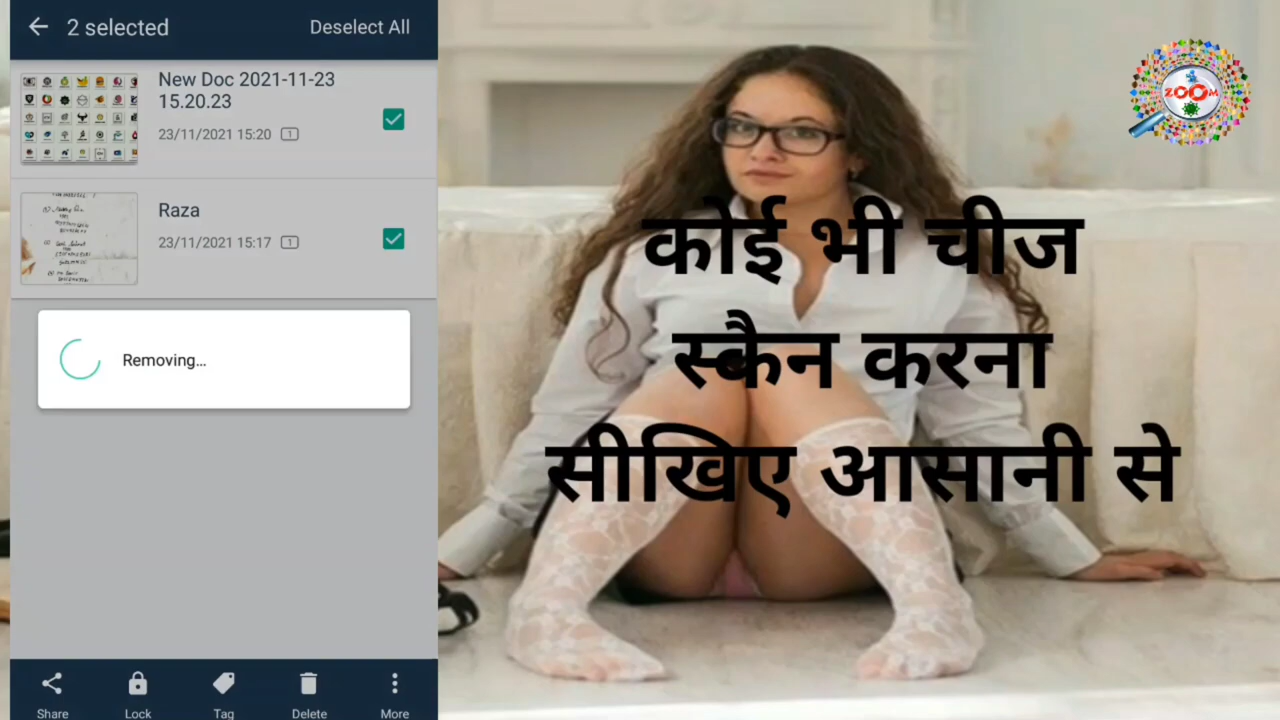 2 selected
Deselect All
New Doc 2021-11-23
15.20.23
23/11/2021 15:20 1
Raza
23/11/2021 15:17 1
Removing...
Share
Lock
Tag
Delete
More
ZOOM
कोई भी चीज
स्कैन करना
सीखिए आसानी से